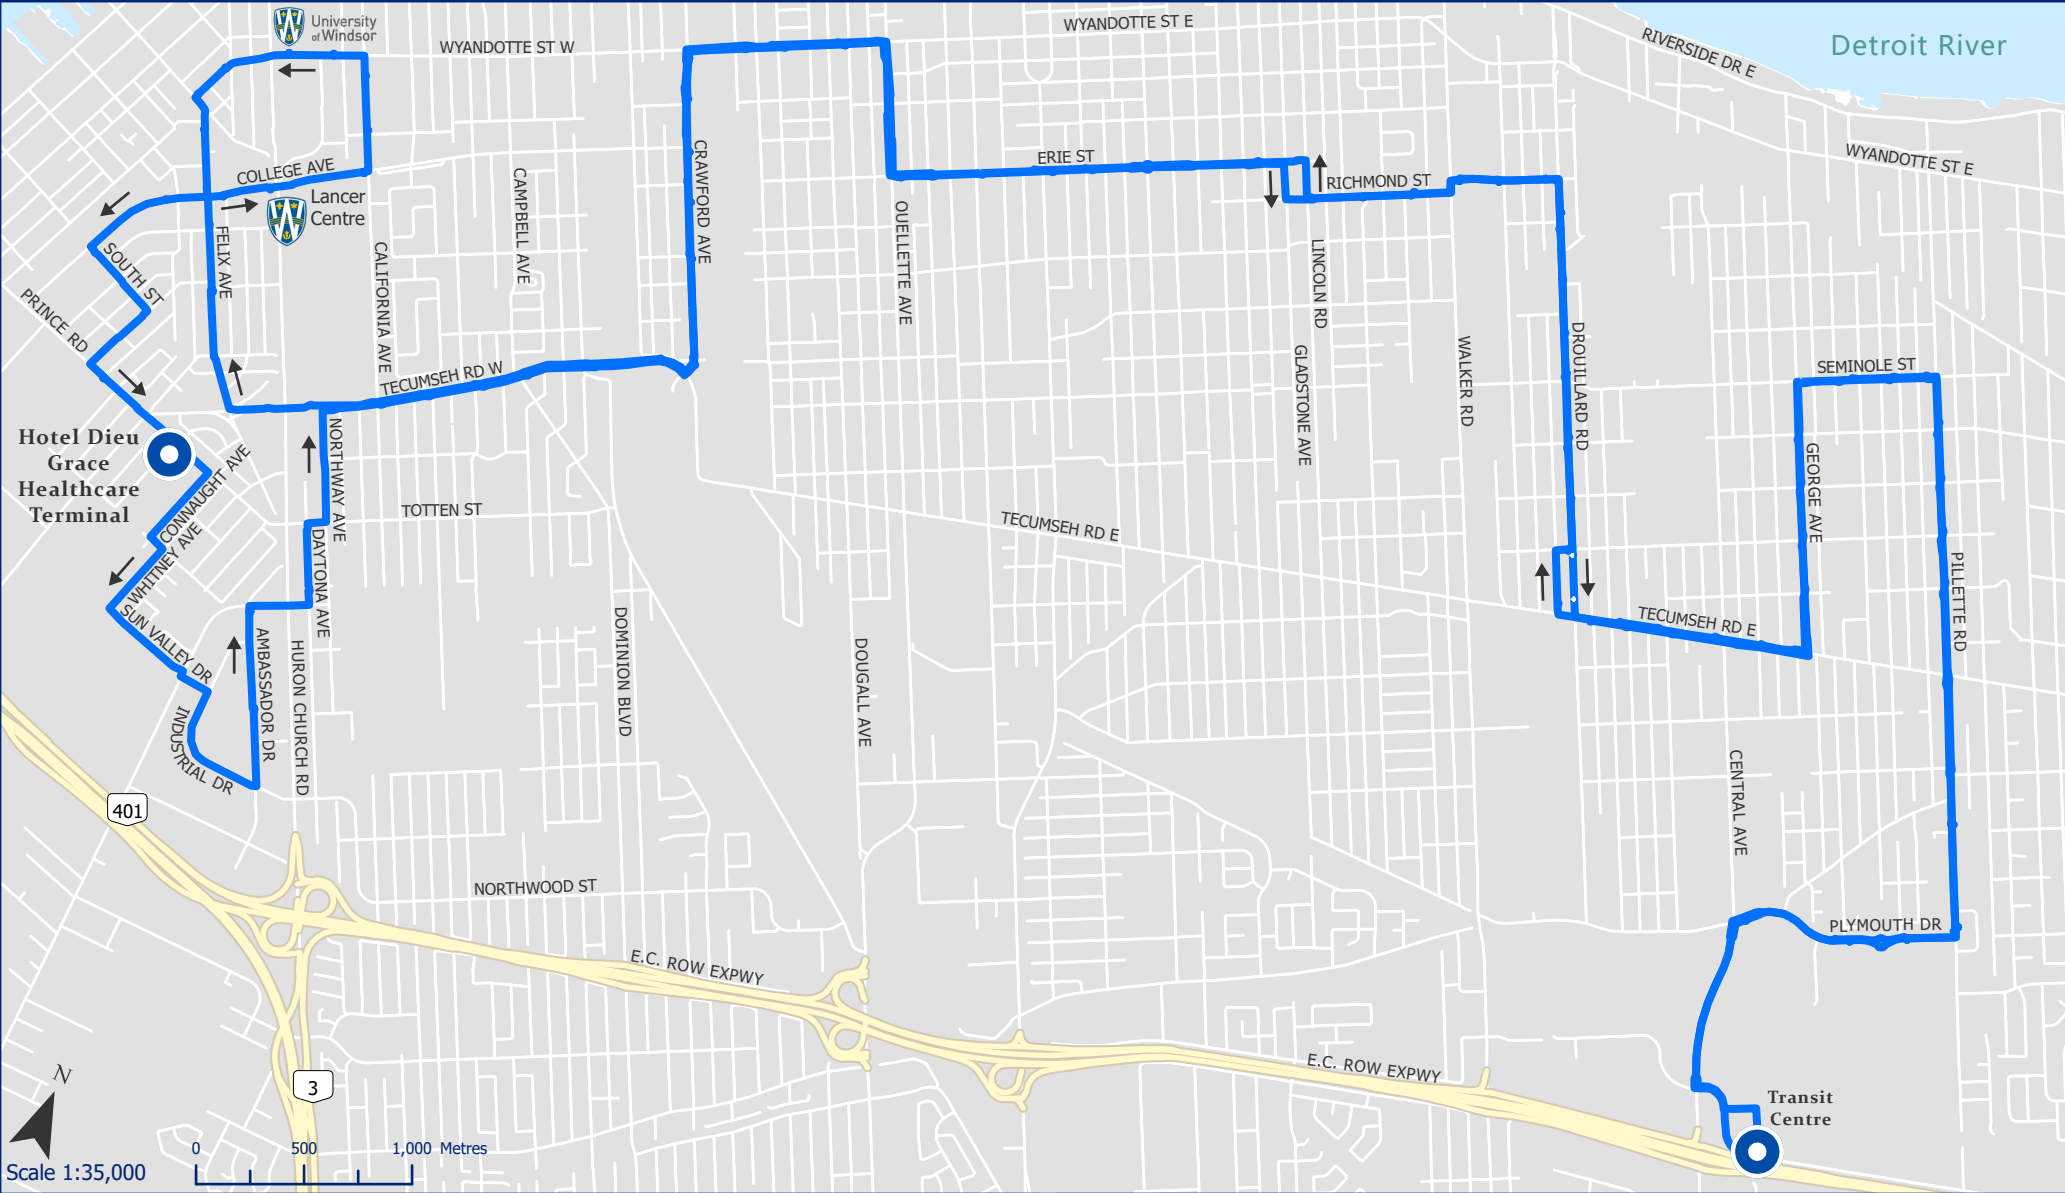 University
of Windsor
WYANDOTTE ST W
WYANDOTTE ST E
RIVERSIDE DR E
Detroit River
WYANDOTTE ST E
COLLEGE AVE
Lancer
Centre
SOUTH ST
FELIX AVE
PRINCE RD
CALIFORNIA AVE
CAMPBELL AVE
CRAWFORD AVE
OUELLETTE AVE
ERIE ST
RICHMOND ST
LINCOLN RD
GLADSTONE AVE
WALKER RD
DROUILLARD RD
SEMINOLE ST
GEORGE AVE
PILLETTE RD
TECUMSEH RD W
Hotel Dieu
Grace
Healthcare
Terminal
CONNAUGHT AVE
WHITNEY AVE
SUN VALLEY DR
NORTHWAY AVE
DAYTONA AVE
TOTTEN ST
TECUMSEH RD E
TECUMSEH RD E
INDUSTRIAL DR
AMBASSADOR DR
HURON CHURCH RD
DOMINION BLVD
DOUGALL AVE
CENTRAL AVE
401
NORTHWOOD ST
PLYMOUTH DR
E.C. ROW EXPWY
E.C. ROW EXPWY
3
Transit
Centre
N
0 500 1,000 Metres
Scale 1:35,000